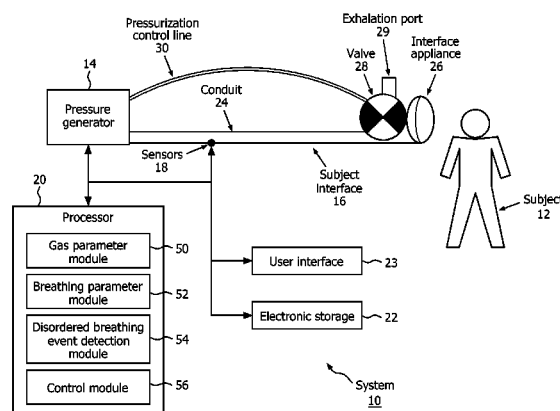 Exhalation port
29
Pressurization
control line
30
Valve
28
Interface
appliance
26
14
Pressure
generator
Conduit
24
Sensors
18
Subject
Interface
16
Subject
12
20
Processor
Gas parameter
module
50
Breathing parameter
module
52
Disordered breathing
event detection
module
54
Control module
56
User interface
23
Electronic storage
22
System
10